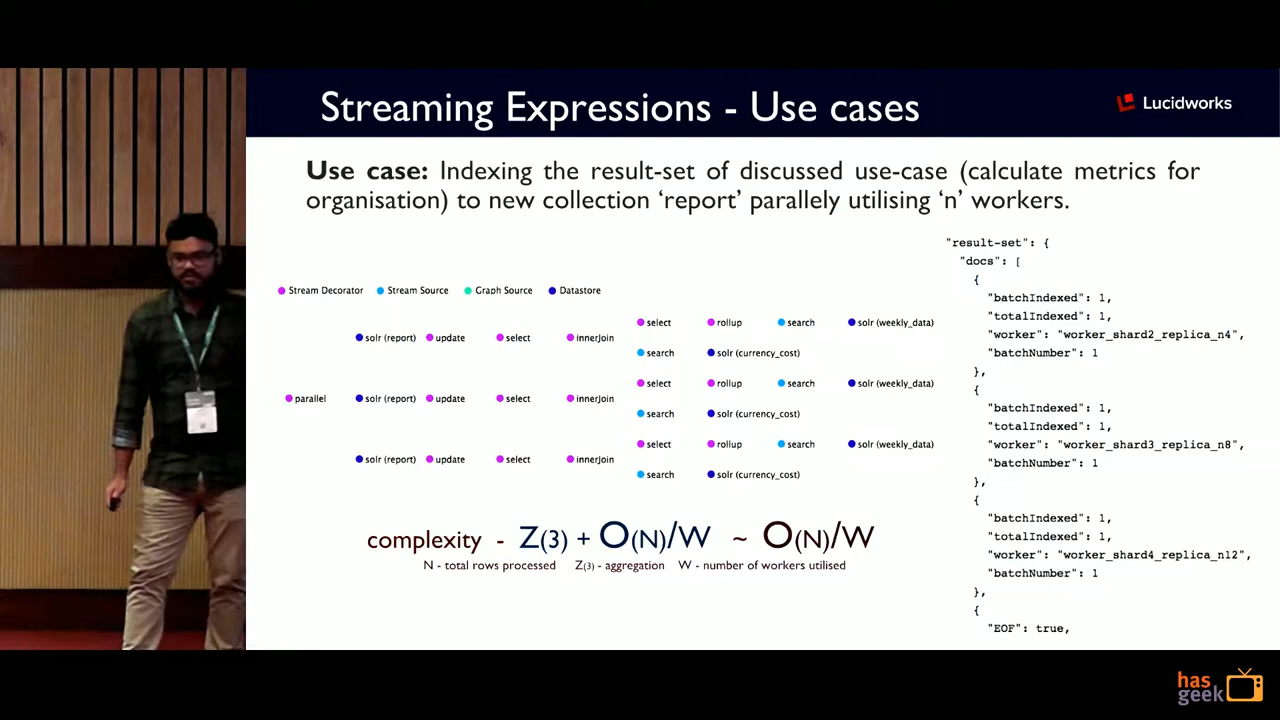 Streaming Expressions - Use cases
Lucidworks
Use case: Indexing the result-set of discussed use-case (calculate metrics for
organisation) to new collection ‘report’ parallely utilising ‘n’ workers.
Stream Decorator Stream Source Graph Source Datastore
select rollup search solr (weekly_data)
solr (report) update select innerJoin
search solr (currency_cost)
select rollup search solr (weekly_data)
parallel solr (report) update select innerJoin
search solr (currency_cost)
select rollup search solr (weekly_data)
solr (report) update select innerJoin
search solr (currency_cost)
complexity - Z(3) + O(N)/W ~ O(N)/W
N - total rows processed Z(3) - aggregation W - number of workers utilised
"result-set": {
"docs": [
{
"batchIndexed": 1,
"totalIndexed": 1,
"worker": "worker_shard2_replica_n4",
"batchNumber": 1
},
{
"batchIndexed": 1,
"totalIndexed": 1,
"worker": "worker_shard3_replica_n8",
"batchNumber": 1
},
{
"batchIndexed": 1,
"totalIndexed": 1,
"worker": "worker_shard4_replica_n12",
"batchNumber": 1
},
{
"EOF": true,
has
geek